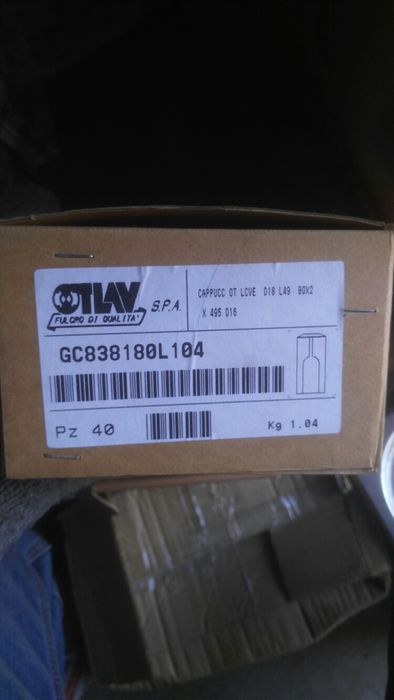 OTLAV S.P.A.
FULCRO DI QUALITA'
CAPPUCC OT LCVE D18 L49 BOX2
X 495 D16
GC838180L104
Pz 40
Kg 1.04